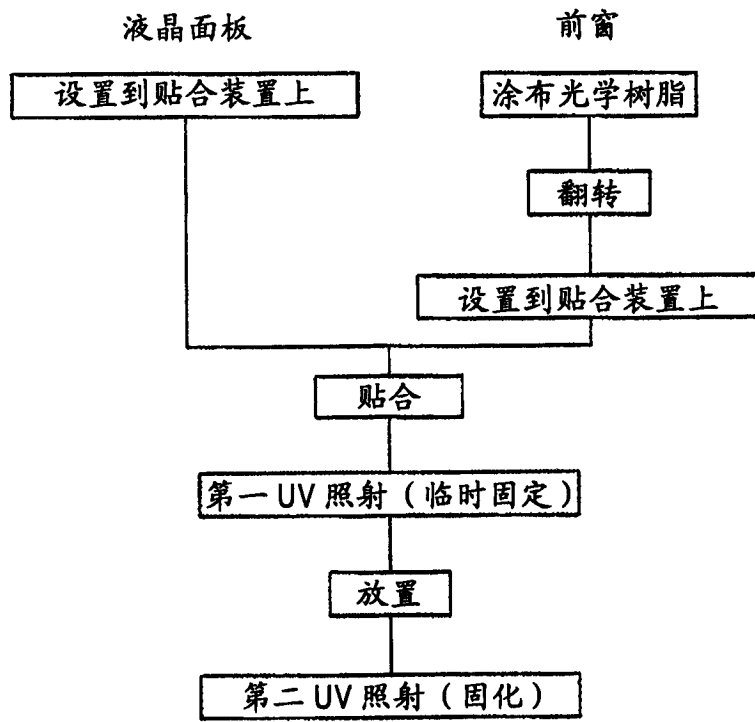 液晶面板
前窗
设置到贴合装置上
涂布光学树脂
翻转
设置到贴合装置上
贴合
第一UV照射（临时固定）
放置
第二UV照射（固化）